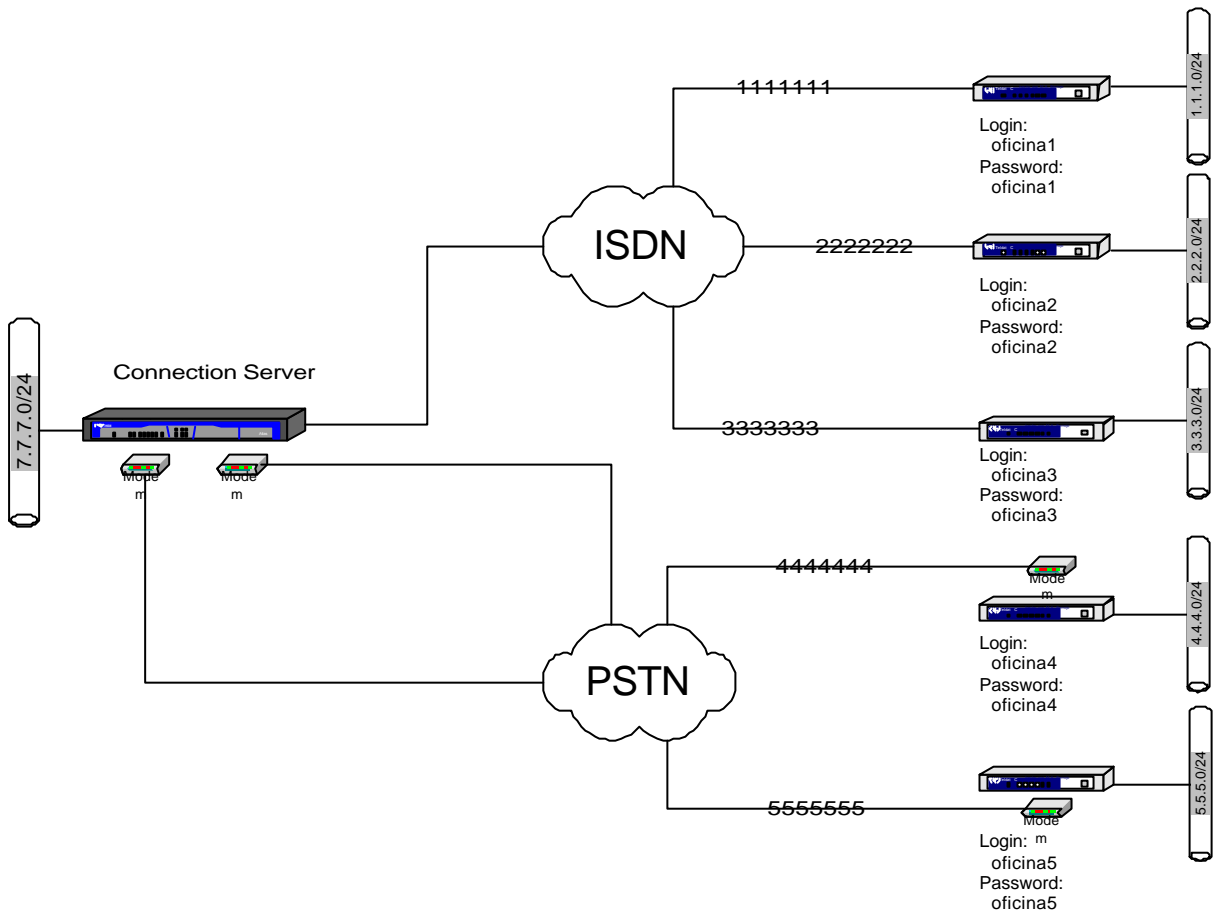 1111111
1.1.1.0/24
Login:
oficina1
Password:
oficina1
ISDN
2222222
2.2.2.0/24
Login:
oficina2
Password:
oficina2
7.7.7.0/24
Connection Server
Mode
m
Mode
m
3333333
3.3.3.0/24
Login:
oficina3
Password:
oficina3
4444444
Mode
m
4.4.4.0/24
Login:
oficina4
Password:
oficina4
PSTN
5555555
Mode
m
5.5.5.0/24
Login:
oficina5
Password:
oficina5